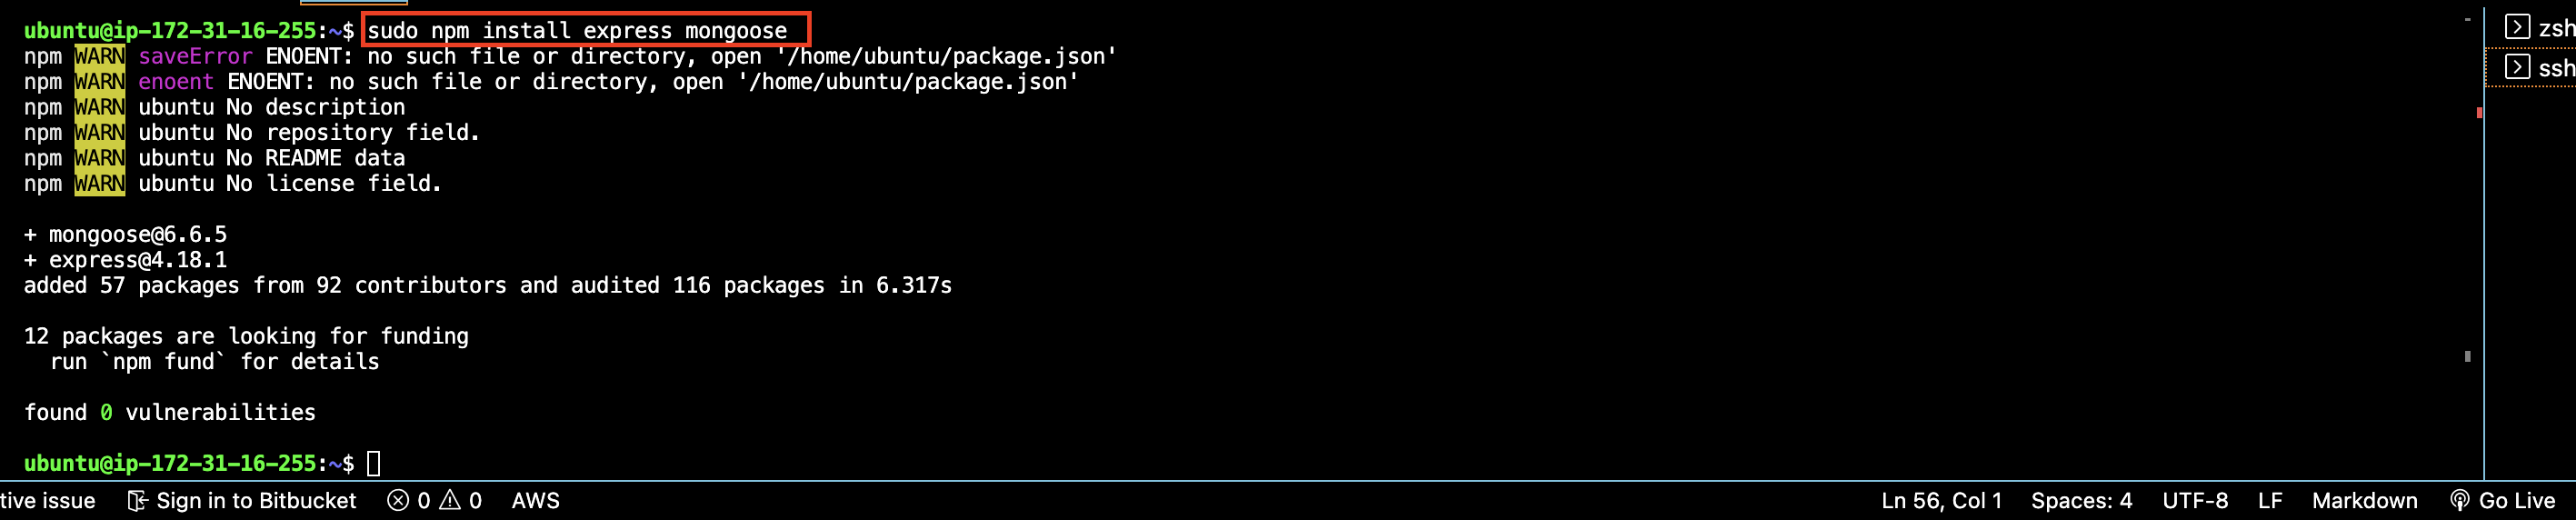 ubuntu@ip-172-31-16-255:~$ sudo npm install express mongoose
npm WARN saveError ENOENT: no such file or directory, open '/home/ubuntu/package.json'
npm WARN enoent ENOENT: no such file or directory, open '/home/ubuntu/package.json'
npm WARN ubuntu No description
npm WARN ubuntu No repository field.
npm WARN ubuntu No README data
npm WARN ubuntu No license field.
+ mongoose@6.6.5
+ express@4.18.1
added 57 packages from 92 contributors and audited 116 packages in 6.317s
12 packages are looking for funding
run `npm fund` for details
found 0 vulnerabilities
ubuntu@ip-172-31-16-255:~$
zsh
ssh
tive issue Sign in to Bitbucket 0 0 AWS Ln 56, Col 1 Spaces: 4 UTF-8 LF Markdown Go Live